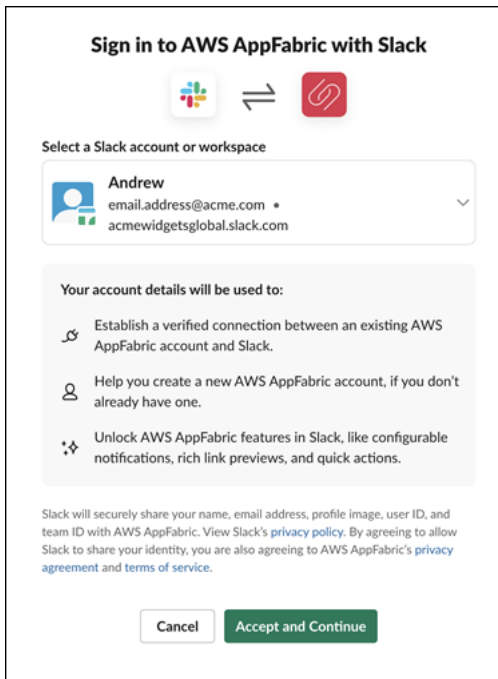 Sign in to AWS AppFabric with Slack
Select a Slack account or workspace
Andrew
email.address@acme.com •
acmewidgetsglobal.slack.com
Your account details will be used to:
Establish a verified connection between an existing AWS
AppFabric account and Slack.
Help you create a new AWS AppFabric account, if you don't
already have one.
Unlock AWS AppFabric features in Slack, like configurable
notifications, rich link previews, and quick actions.
Slack will securely share your name, email address, profile image, user ID, and
team ID with AWS AppFabric. View Slack's privacy policy. By agreeing to allow
Slack to share your identity, you are also agreeing to AWS AppFabric's privacy
agreement and terms of service.
Cancel
Accept and Continue